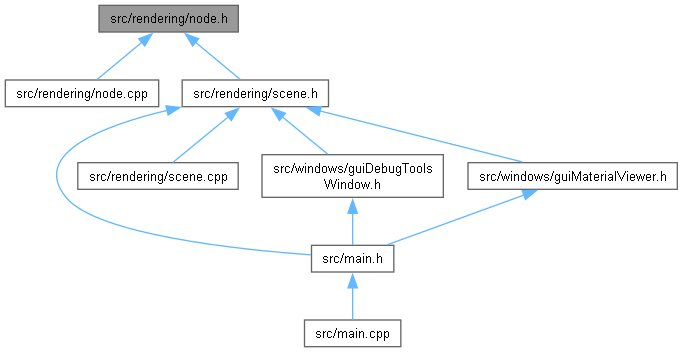 src/rendering/node.h
src/rendering/node.cpp
src/rendering/scene.h
src/rendering/scene.cpp
src/windows/guiDebugTools
Window.h
src/windows/guiMaterialViewer.h
src/main.h
src/main.cpp